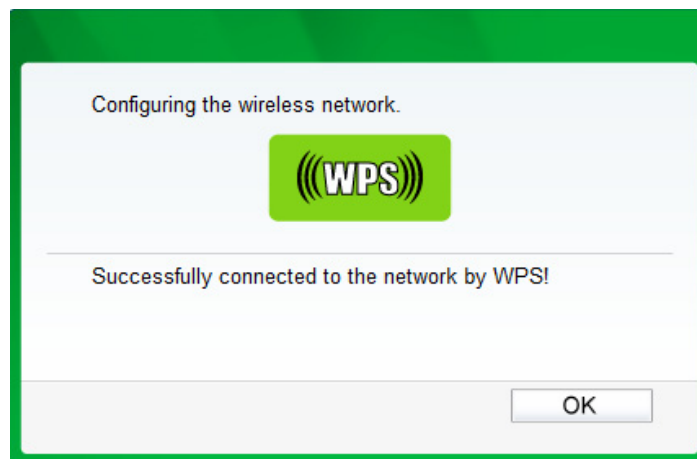 Configuring the wireless network.
WPS
Successfully connected to the network by WPS!
OK